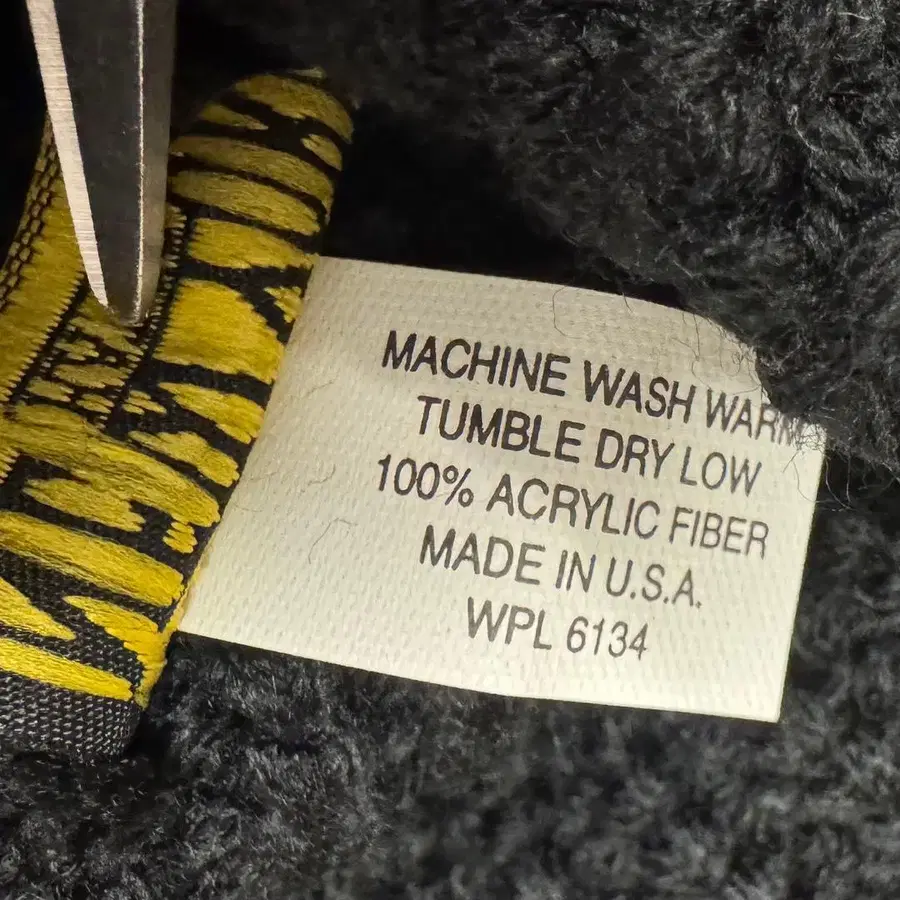 MACHINE WASH WARM
TUMBLE DRY LOW
100% ACRYLIC FIBER
MADE IN U.S.A.
WPL 6134